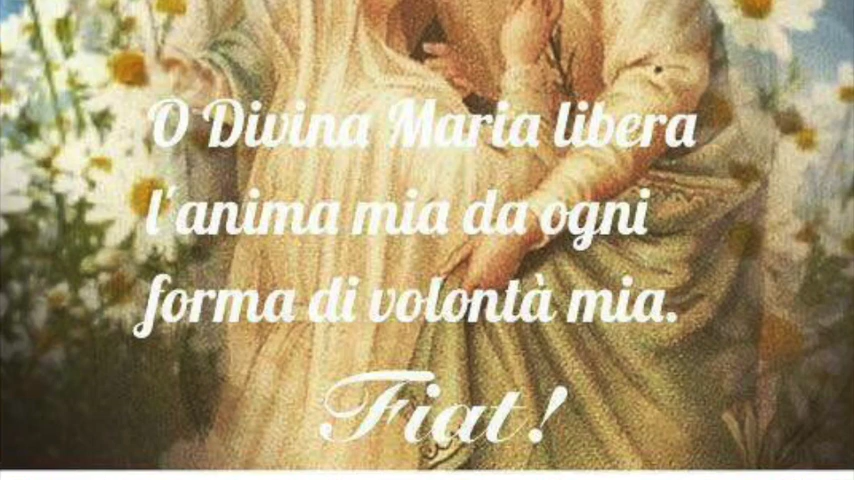 O Divina Maria libera
l'anima mia da ogni
forma di volontà mia.
Fiat!